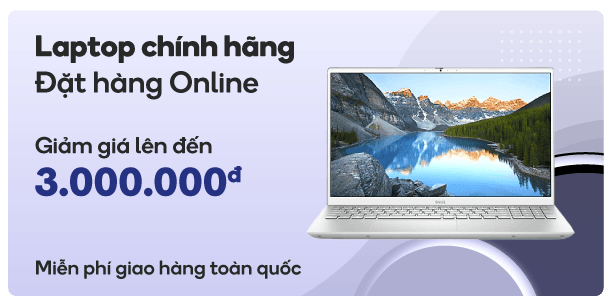 Laptop chính hãng
Đặt hàng Online
Giảm giá lên đến
3.000.000đ
Miễn phí giao hàng toàn quốc
DELL